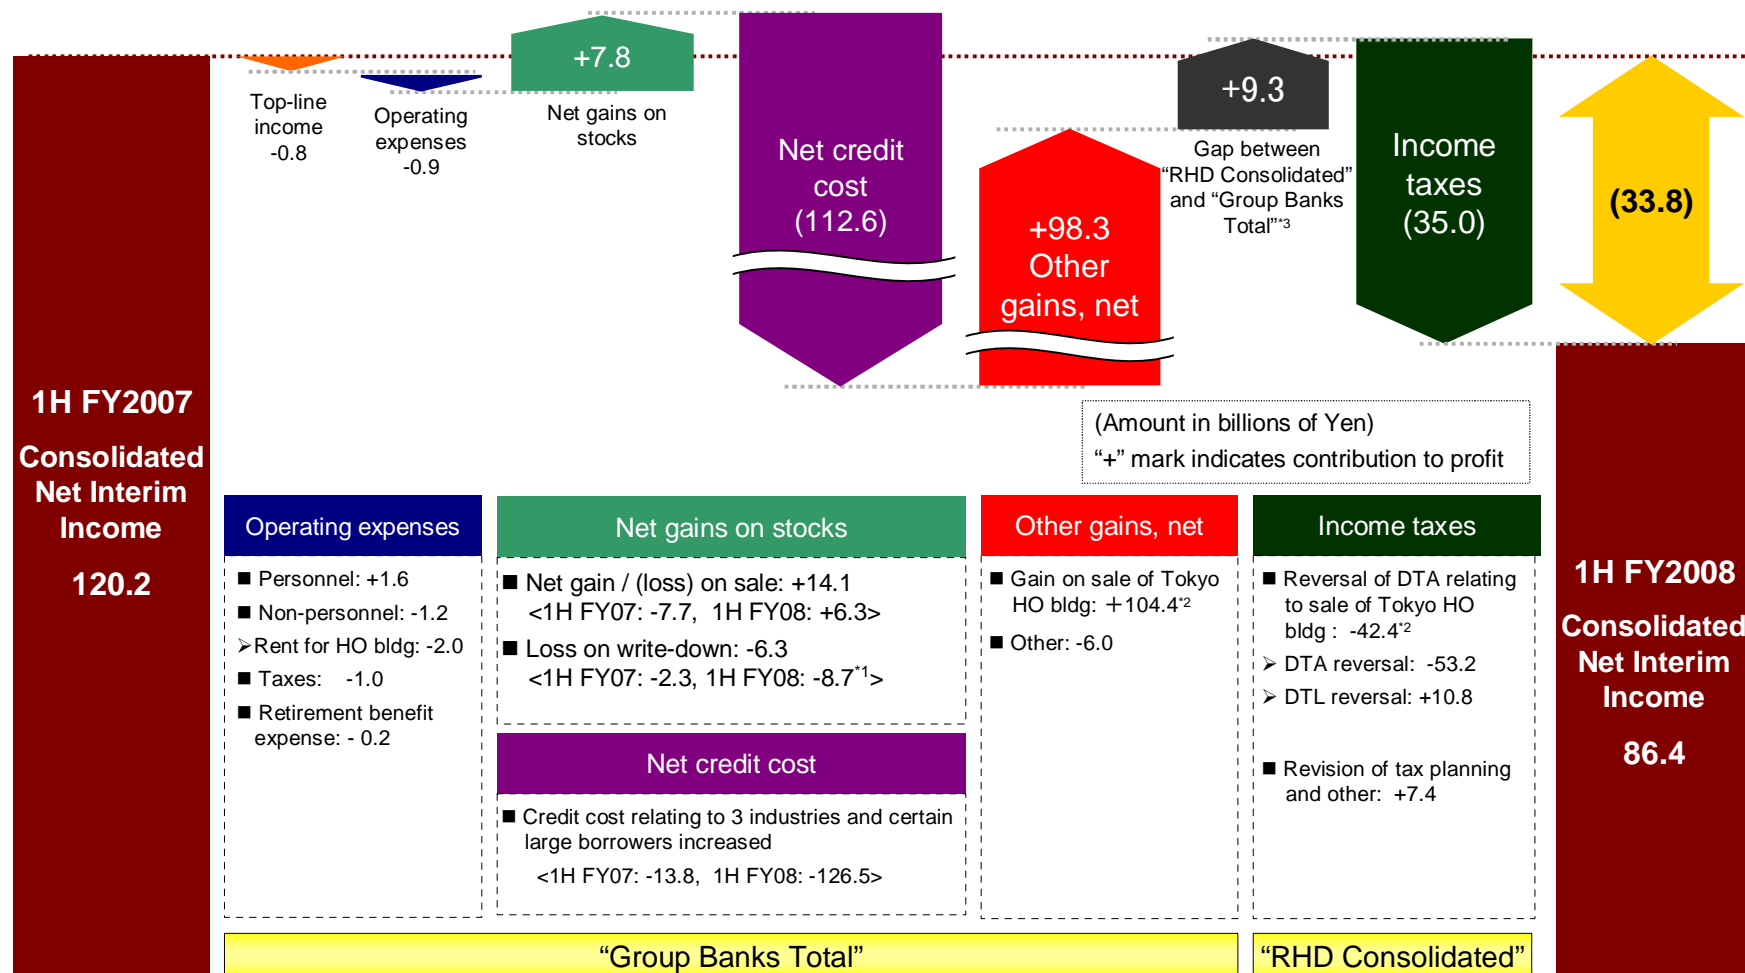 1H FY2007
Consolidated
Net Interim
Income
120.2
Top-line
income
-0.8
Operating
expenses
-0.9
+7.8
Net gains on
stocks
Net credit
cost
(112.6)
+98.3
Other
gains, net
+9.3
Gap between
“RHD Consolidated”
and “Group Banks
Total”*3
Income
taxes
(35.0)
(33.8)
(Amount in billions of Yen)
“+” mark indicates contribution to profit
Operating expenses
■ Personnel: +1.6
■ Non-personnel: -1.2
➢Rent for HO bldg: -2.0
■ Taxes: -1.0
■ Retirement benefit
expense: - 0.2
Net gains on stocks
■ Net gain / (loss) on sale: +14.1
<1H FY07: -7.7, 1H FY08: +6.3>
■ Loss on write-down: -6.3
<1H FY07: -2.3, 1H FY08: -8.7*1>
Net credit cost
■ Credit cost relating to 3 industries and certain
large borrowers increased
<1H FY07: -13.8, 1H FY08: -126.5>
Other gains, net
■ Gain on sale of Tokyo
HO bldg: +104.4*2
■ Other: -6.0
Income taxes
■ Reversal of DTA relating
to sale of Tokyo HO
bldg : -42.4*2
➢ DTA reversal: -53.2
➢ DTL reversal: +10.8
■ Revision of tax planning
and other: +7.4
1H FY2008
Consolidated
Net Interim
Income
86.4
“Group Banks Total”
“RHD Consolidated”